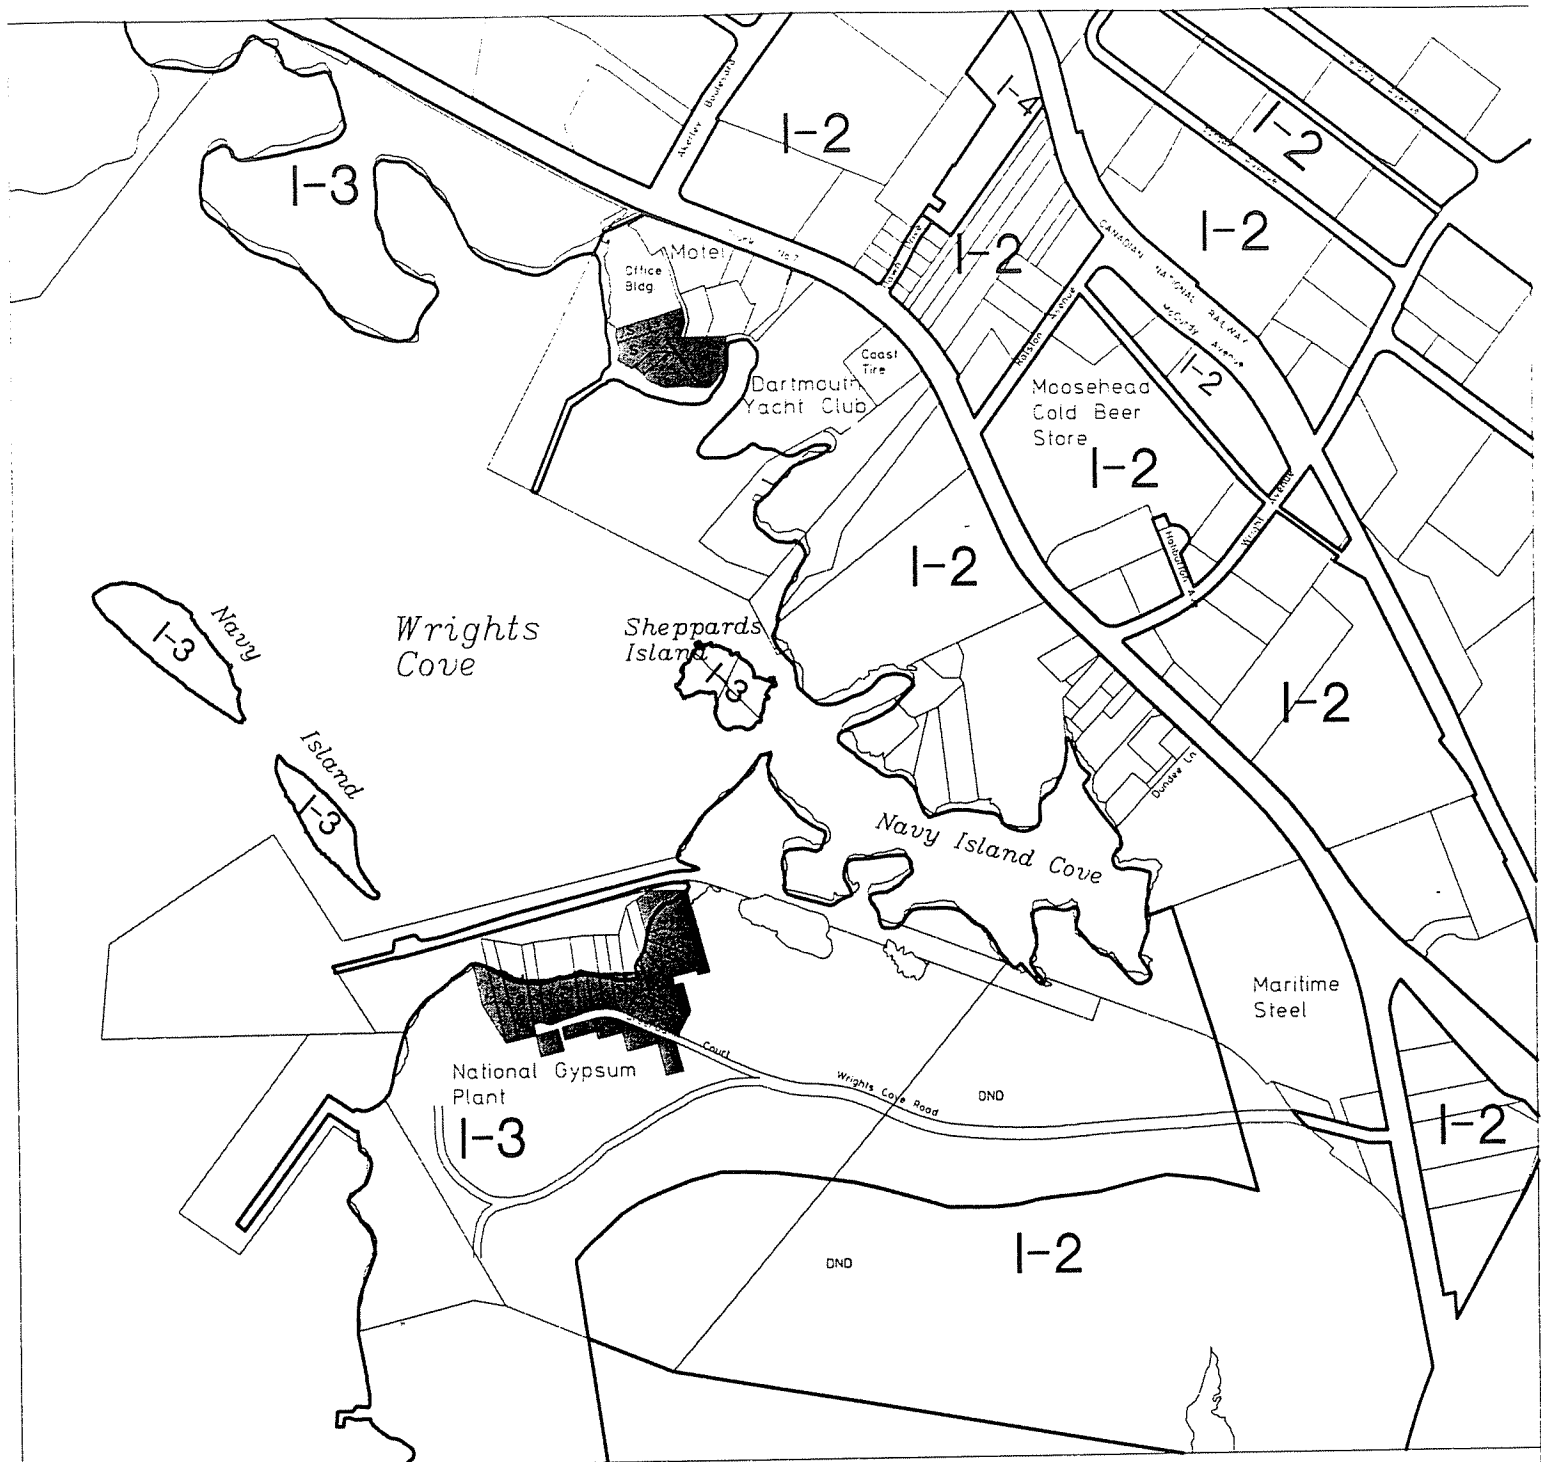 Akerley Boulevard
I-2
I-4
I-2
I-3
I-2
I-2
CANADIAN NATIONAL RAILWAY
Motel
Office
Bldg.
No.7
Ralston Avenue
McCurdy Avenue
I-2
Coast
Tire
Dartmouth
Yacht Club
Moosehead
Cold Beer
Store
I-2
Wright Avenue
I-2
Navy
I-3
Wrights
Cove
Sheppards
Island
I-3
I-2
Island
I-3
Dundee Ln
Navy Island Cove
Maritime
Steel
Court
National Gypsum
Plant
Wrights Cove Road
DND
I-3
I-2
DND
I-2